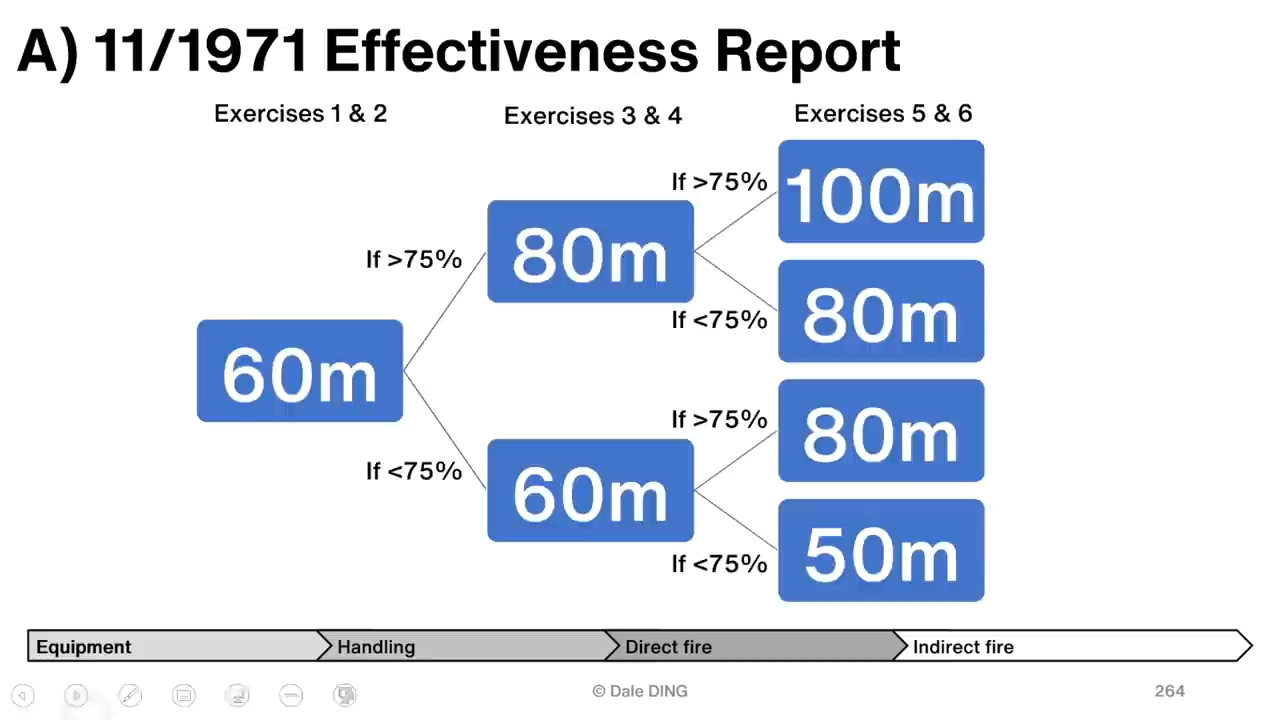 A) 11/1971 Effectiveness Report
Exercises 1 & 2
Exercises 3 & 4
Exercises 5 & 6
60m
If >75%
If <75%
80m
60m
If >75%
If <75%
If >75%
If <75%
100m
80m
80m
50m
Equipment
Handling
Direct fire
Indirect fire
© Dale DING
264